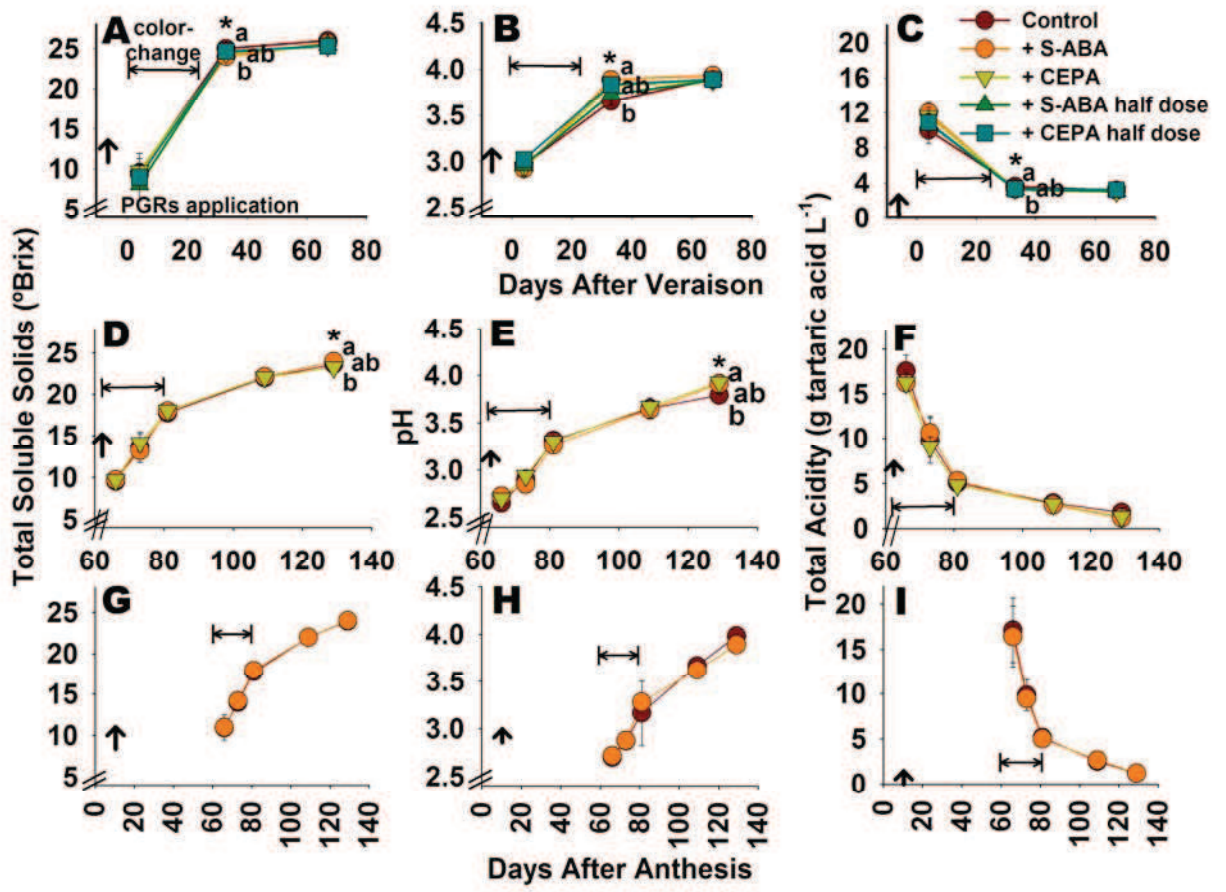 A
color-
change
* a
ab
b
PGRs application
25
20
15
10
5
0 20 40 60 80
B
* a
ab
b
4.5
4.0
3.5
3.0
2.5
0 20 40 60 80
Days After Veraison
C
Control
+ S-ABA
+ CEPA
+ S-ABA half dose
+ CEPA half dose
* a
ab
b
20
16
12
8
4
0
0 20 40 60 80
Total Soluble Solids (ºBrix)
D
* a
ab
b
25
20
15
10
5
60 80 100 120 140
pH
E
* a
ab
b
4.5
4.0
3.5
3.0
2.5
60 80 100 120 140
Total Acidity (g tartaric acid L⁻¹)
F
20
15
10
5
0
60 80 100 120 140
G
25
20
15
10
5
0 20 40 60 80 100 120 140
H
4.5
4.0
3.5
3.0
2.5
0 20 40 60 80 100 120 140
Days After Anthesis
I
20
15
10
5
0
0 20 40 60 80 100 120 140